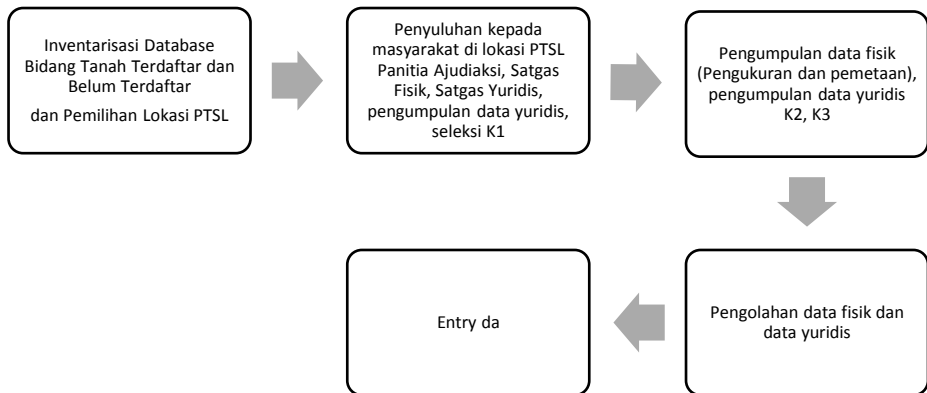 Inventarisasi Database
Bidang Tanah Terdaftar dan
Belum Terdaftar
dan Pemilihan Lokasi PTSL
Penyuluhan kepada
masyarakat di lokasi PTSL
Panitia Ajudiaksi, Satgas
Fisik, Satgas Yuridis,
pengumpulan data yuridis,
seleksi K1
Pengumpulan data fisik
(Pengukuran dan pemetaan),
pengumpulan data yuridis
K2, K3
Pengolahan data fisik dan
data yuridis
Entry da